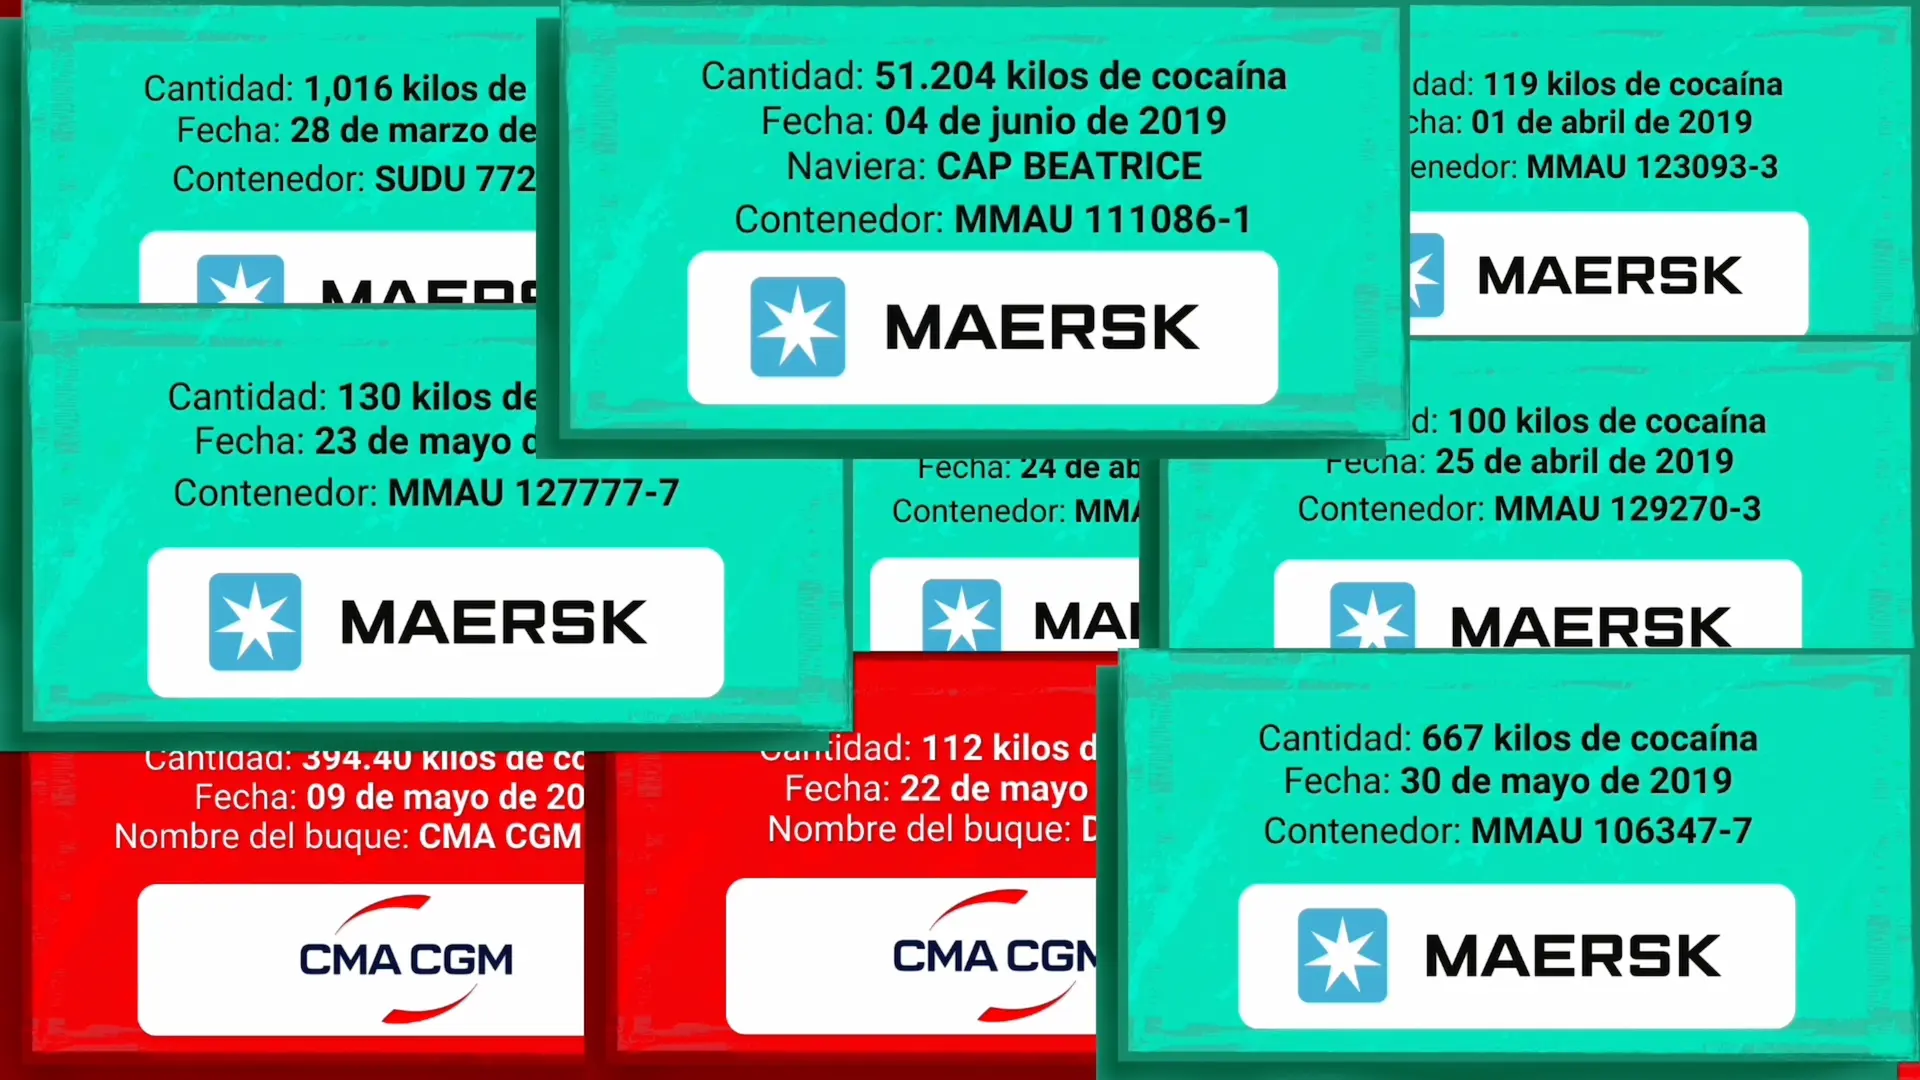 Cantidad: 1,016 kilos de
Fecha: 28 de marzo de
Contenedor: SUDU 772
MAERS
Cantidad: 51.204 kilos de cocaína
Fecha: 04 de junio de 2019
Naviera: CAP BEATRICE
Contenedor: MMAU 111086-1
MAERSK
dad: 119 kilos de cocaína
cha: 01 de abril de 2019
enedor: MMAU 123093-3
MAERSK
Cantidad: 130 kilos de
Fecha: 23 de mayo d
Contenedor: MMAU 127777-7
MAERSK
Fecha: 24 de ab
Contenedor: MMA
MAE
d: 100 kilos de cocaína
Fecha: 25 de abril de 2019
Contenedor: MMAU 129270-3
MAERSK
Cantidad: 394.40 kilos de co
Fecha: 09 de mayo de 20
Nombre del buque: CMA CGM
CMA CGM
Cantidad: 112 kilos d
Fecha: 22 de mayo
Nombre del buque: D
CMA CGM
Cantidad: 667 kilos de cocaína
Fecha: 30 de mayo de 2019
Contenedor: MMAU 106347-7
MAERSK